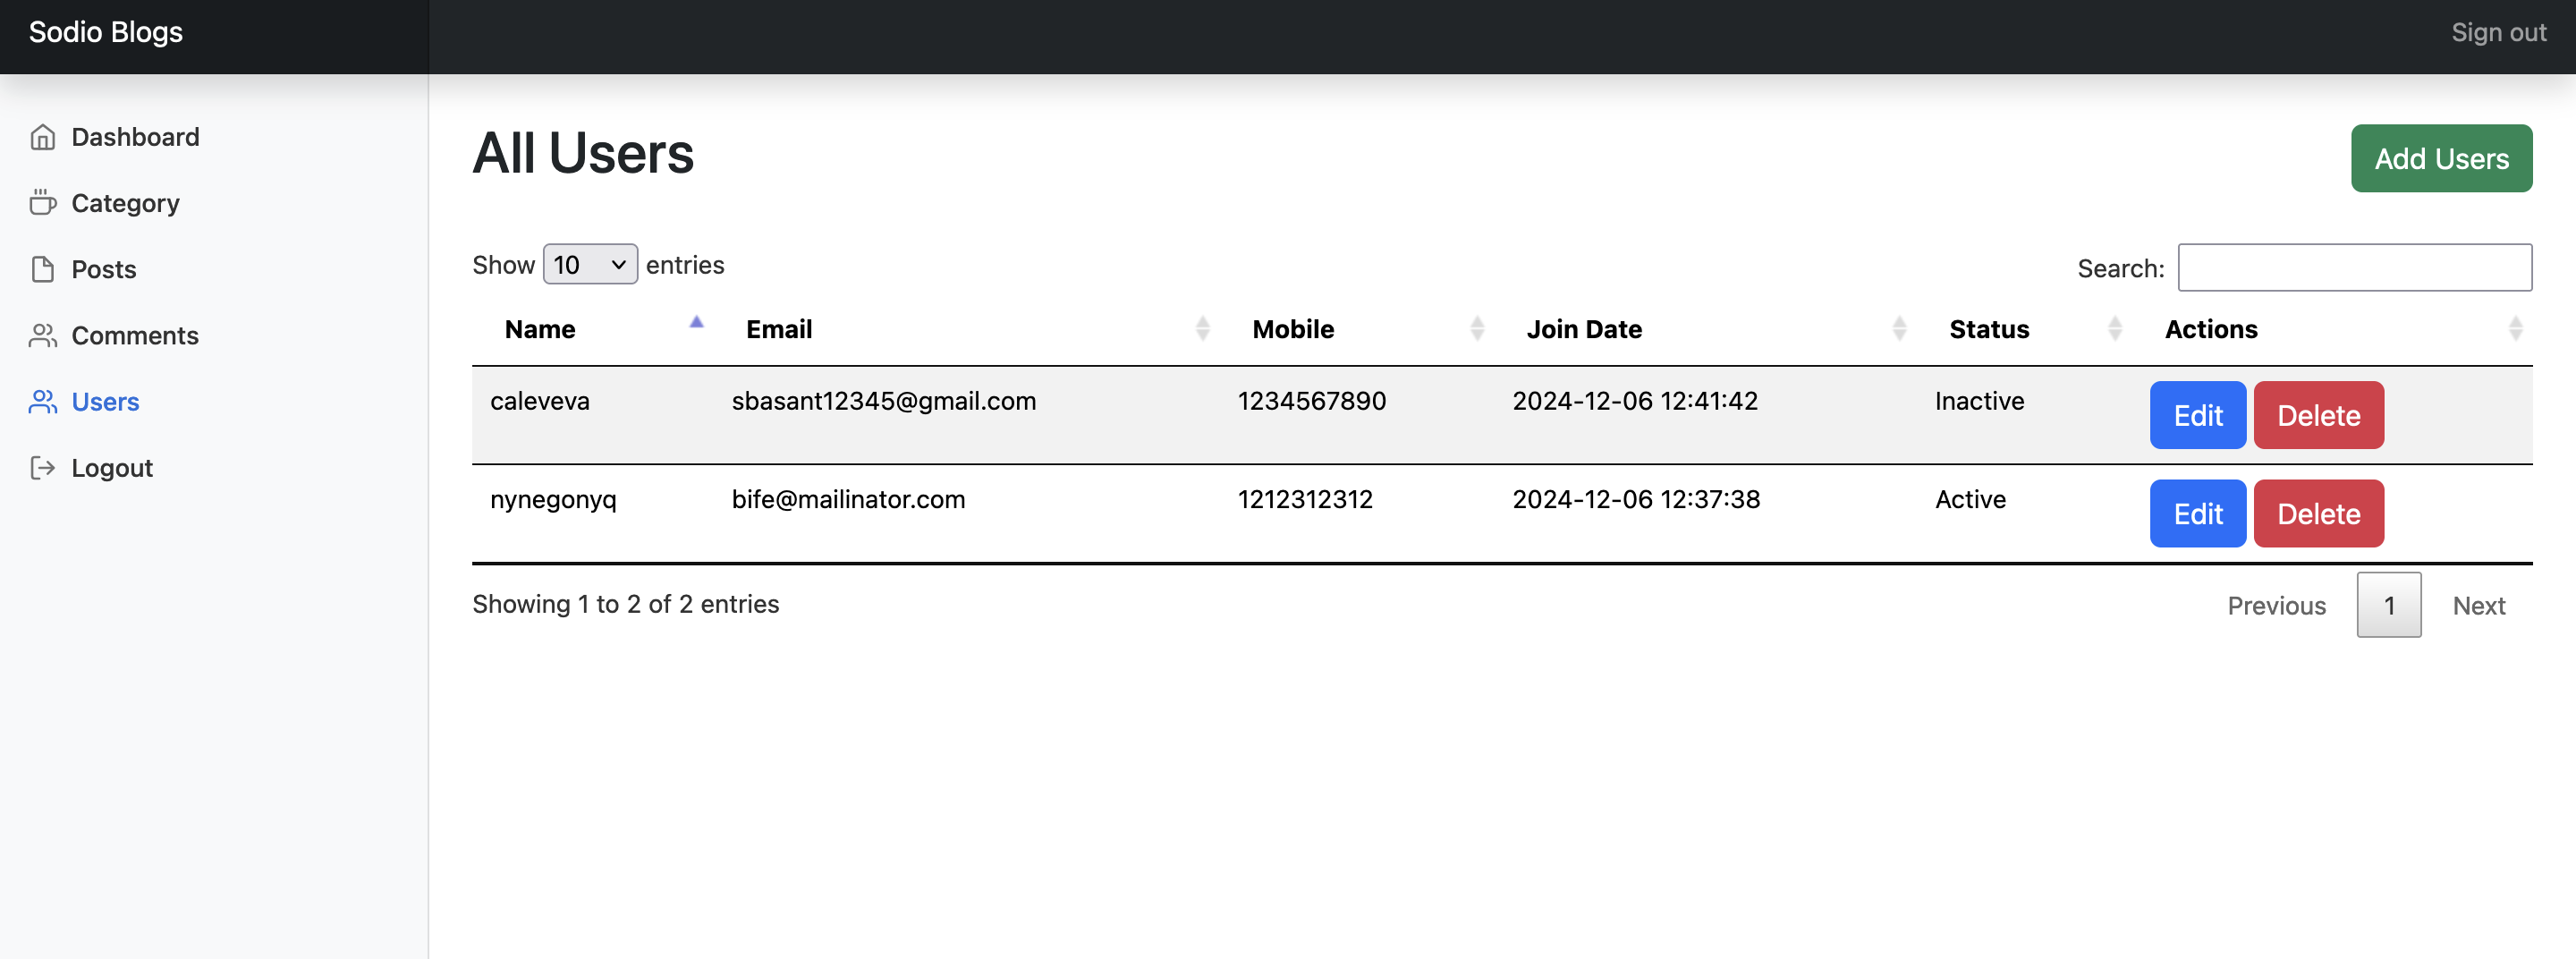 Sodio Blogs
Sign out
Dashboard
Category
Posts
Comments
Users
Logout
All Users
Add Users
Show 10 entries
Search:
Name Email Mobile Join Date Status Actions
caleveva sbasant12345@gmail.com 1234567890 2024-12-06 12:41:42 Inactive Edit Delete
nynegonyq bife@mailinator.com 1212312312 2024-12-06 12:37:38 Active Edit Delete
Showing 1 to 2 of 2 entries
Previous 1 Next